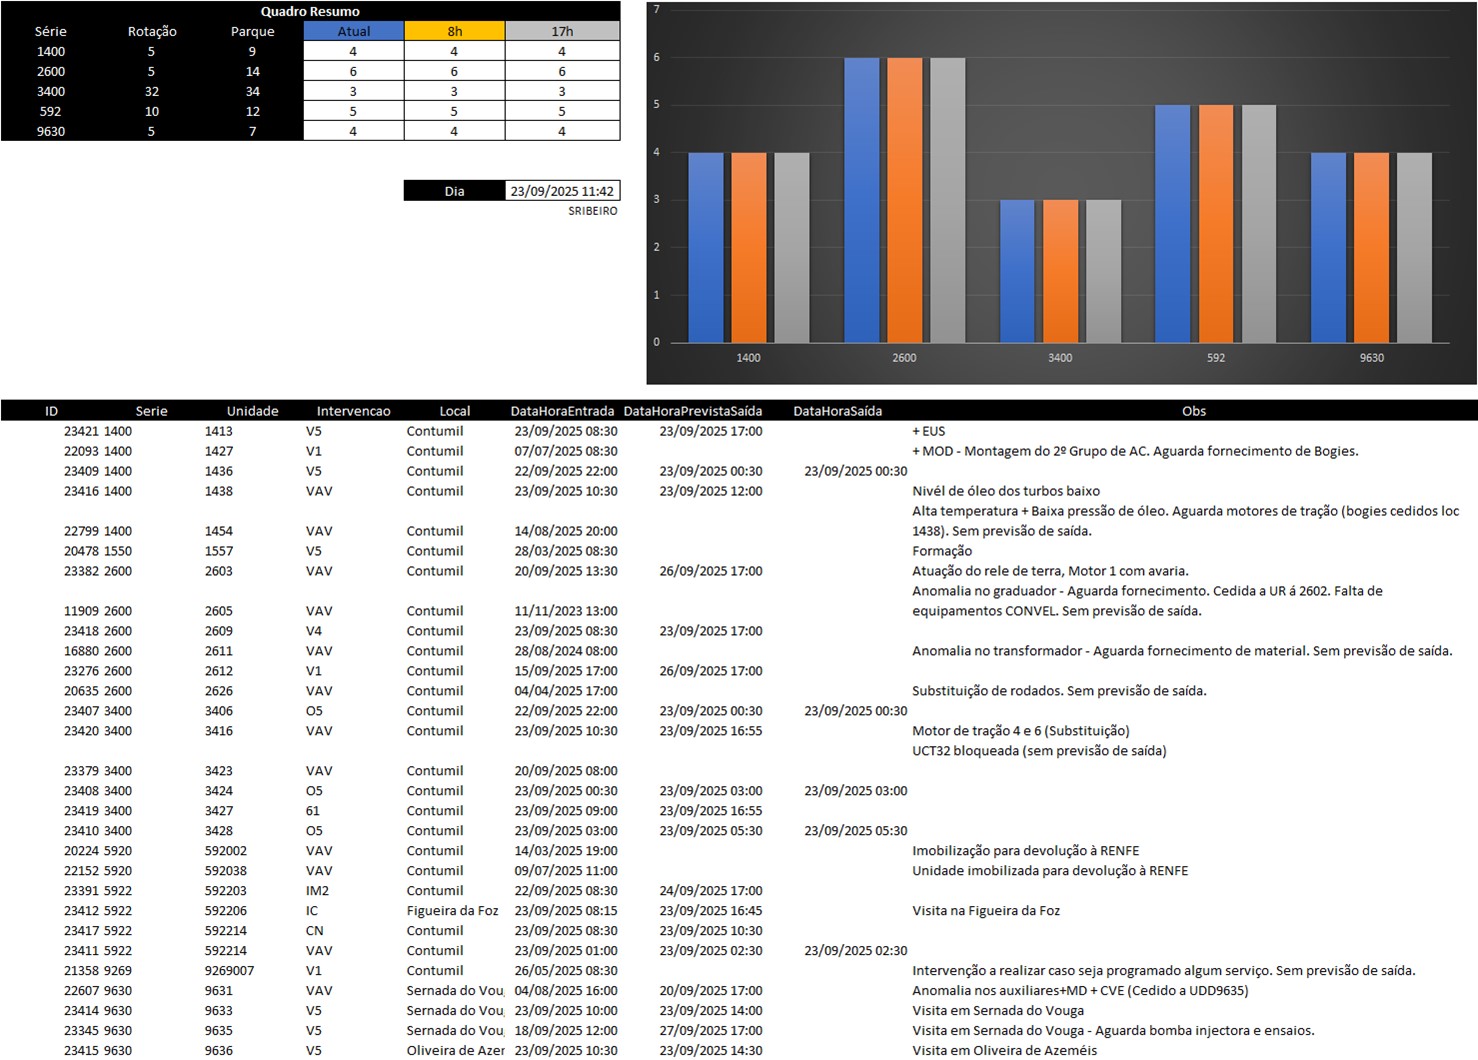 Quadro Resumo
Série Rotação Parque Atual 8h 17h
1400 5 9 4 4 4
2600 5 14 6 6 6
3400 32 34 3 3 3
592 10 12 5 5 5
9630 5 7 4 4 4
Dia 23/09/2025 11:42
SRIBEIRO
7
6
5
4
3
2
1
0
1400 2600 3400 592 9630
ID Serie Unidade Intervencao Local DataHoraEntrada DataHoraPrevistaSaída DataHoraSaída Obs
23421 1400 1413 V5 Contumil 23/09/2025 08:30 23/09/2025 17:00 + EUS
22093 1400 1427 V1 Contumil 07/07/2025 08:30 + MOD - Montagem do 2º Grupo de AC. Aguarda fornecimento de Bogies.
23409 1400 1436 V5 Contumil 22/09/2025 22:00 23/09/2025 00:30 23/09/2025 00:30
23416 1400 1438 VAV Contumil 23/09/2025 10:30 23/09/2025 12:00 Nivél de óleo dos turbos baixo
Alta temperatura + Baixa pressão de óleo. Aguarda motores de tração (bogies cedidos loc
22799 1400 1454 VAV Contumil 14/08/2025 20:00 1438). Sem previsão de saída.
20478 1550 1557 V5 Contumil 28/03/2025 08:30 Formação
23382 2600 2603 VAV Contumil 20/09/2025 13:30 26/09/2025 17:00 Atuação do rele de terra, Motor 1 com avaria.
Anomalia no graduador - Aguarda fornecimento. Cedida a UR á 2602. Falta de
11909 2600 2605 VAV Contumil 11/11/2023 13:00 equipamentos CONVEL. Sem previsão de saída.
23418 2600 2609 V4 Contumil 23/09/2025 08:30 23/09/2025 17:00
16880 2600 2611 VAV Contumil 28/08/2024 08:00 Anomalia no transformador - Aguarda fornecimento de material. Sem previsão de saída.
23276 2600 2612 V1 Contumil 15/09/2025 17:00 26/09/2025 17:00
20635 2600 2626 VAV Contumil 04/04/2025 17:00 Substituição de rodados. Sem previsão de saída.
23407 3400 3406 O5 Contumil 22/09/2025 22:00 23/09/2025 00:30 23/09/2025 00:30
23420 3400 3416 VAV Contumil 23/09/2025 10:30 23/09/2025 16:55 Motor de tração 4 e 6 (Substituição)
UCT32 bloqueada (sem previsão de saída)
23379 3400 3423 VAV Contumil 20/09/2025 08:00
23408 3400 3424 O5 Contumil 23/09/2025 00:30 23/09/2025 03:00 23/09/2025 03:00
23419 3400 3427 61 Contumil 23/09/2025 09:00 23/09/2025 16:55
23410 3400 3428 O5 Contumil 23/09/2025 03:00 23/09/2025 05:30 23/09/2025 05:30
20224 5920 592002 VAV Contumil 14/03/2025 19:00 Imobilização para devolução à RENFE
22152 5920 592038 VAV Contumil 09/07/2025 11:00 Unidade imobilizada para devolução à RENFE
23391 5922 592203 IM2 Contumil 22/09/2025 08:30 24/09/2025 17:00
23412 5922 592206 IC Figueira da Foz 23/09/2025 08:15 23/09/2025 16:45 Visita na Figueira da Foz
23417 5922 592214 CN Contumil 23/09/2025 08:30 23/09/2025 10:30
23411 5922 592214 VAV Contumil 23/09/2025 01:00 23/09/2025 02:30 23/09/2025 02:30
21358 9269 9269007 V1 Contumil 26/05/2025 08:30 Intervenção a realizar caso seja programado algum serviço. Sem previsão de saída.
22607 9630 9631 VAV Sernada do Voug 04/08/2025 16:00 20/09/2025 17:00 Anomalia nos auxiliares+MD + CVE (Cedido a UDD9635)
23414 9630 9633 V5 Sernada do Voug 23/09/2025 10:00 23/09/2025 14:00 Visita em Sernada do Vouga
23345 9630 9635 V5 Sernada do Voug 18/09/2025 12:00 27/09/2025 17:00 Visita em Sernada do Vouga - Aguarda bomba injectora e ensaios.
23415 9630 9636 V5 Oliveira de Azer 23/09/2025 10:30 23/09/2025 14:30 Visita em Oliveira de Azeméis